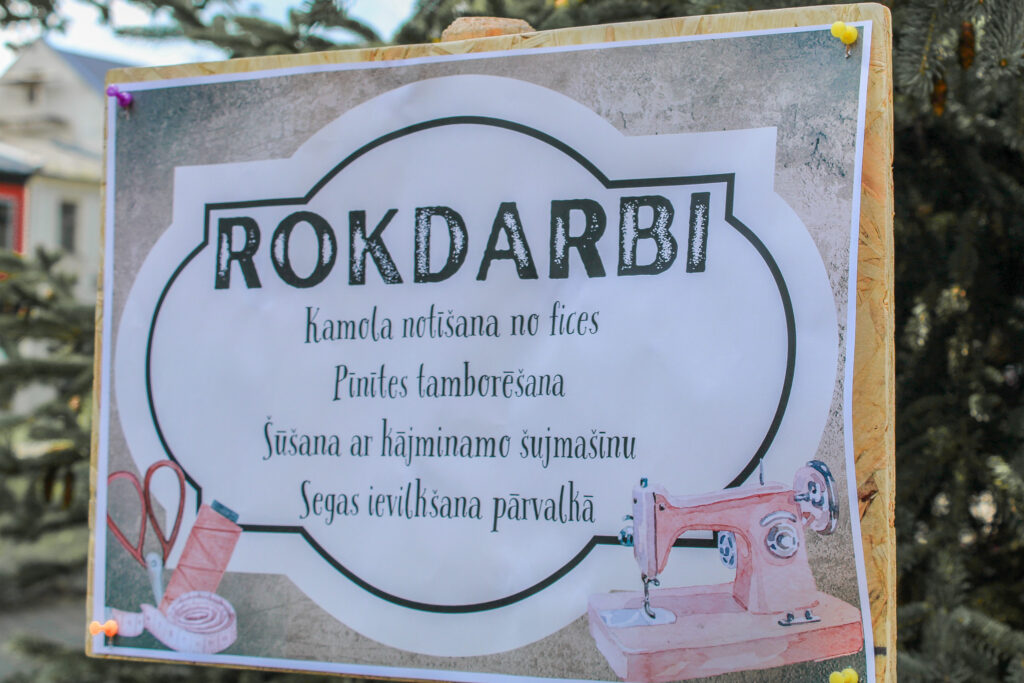 ROKDARBI
Kamola notīšana no fices
Pīnītes tamborēšana
Šūšana ar kājminamo šujmašīnu
Segas ievilkšana pārvalkā